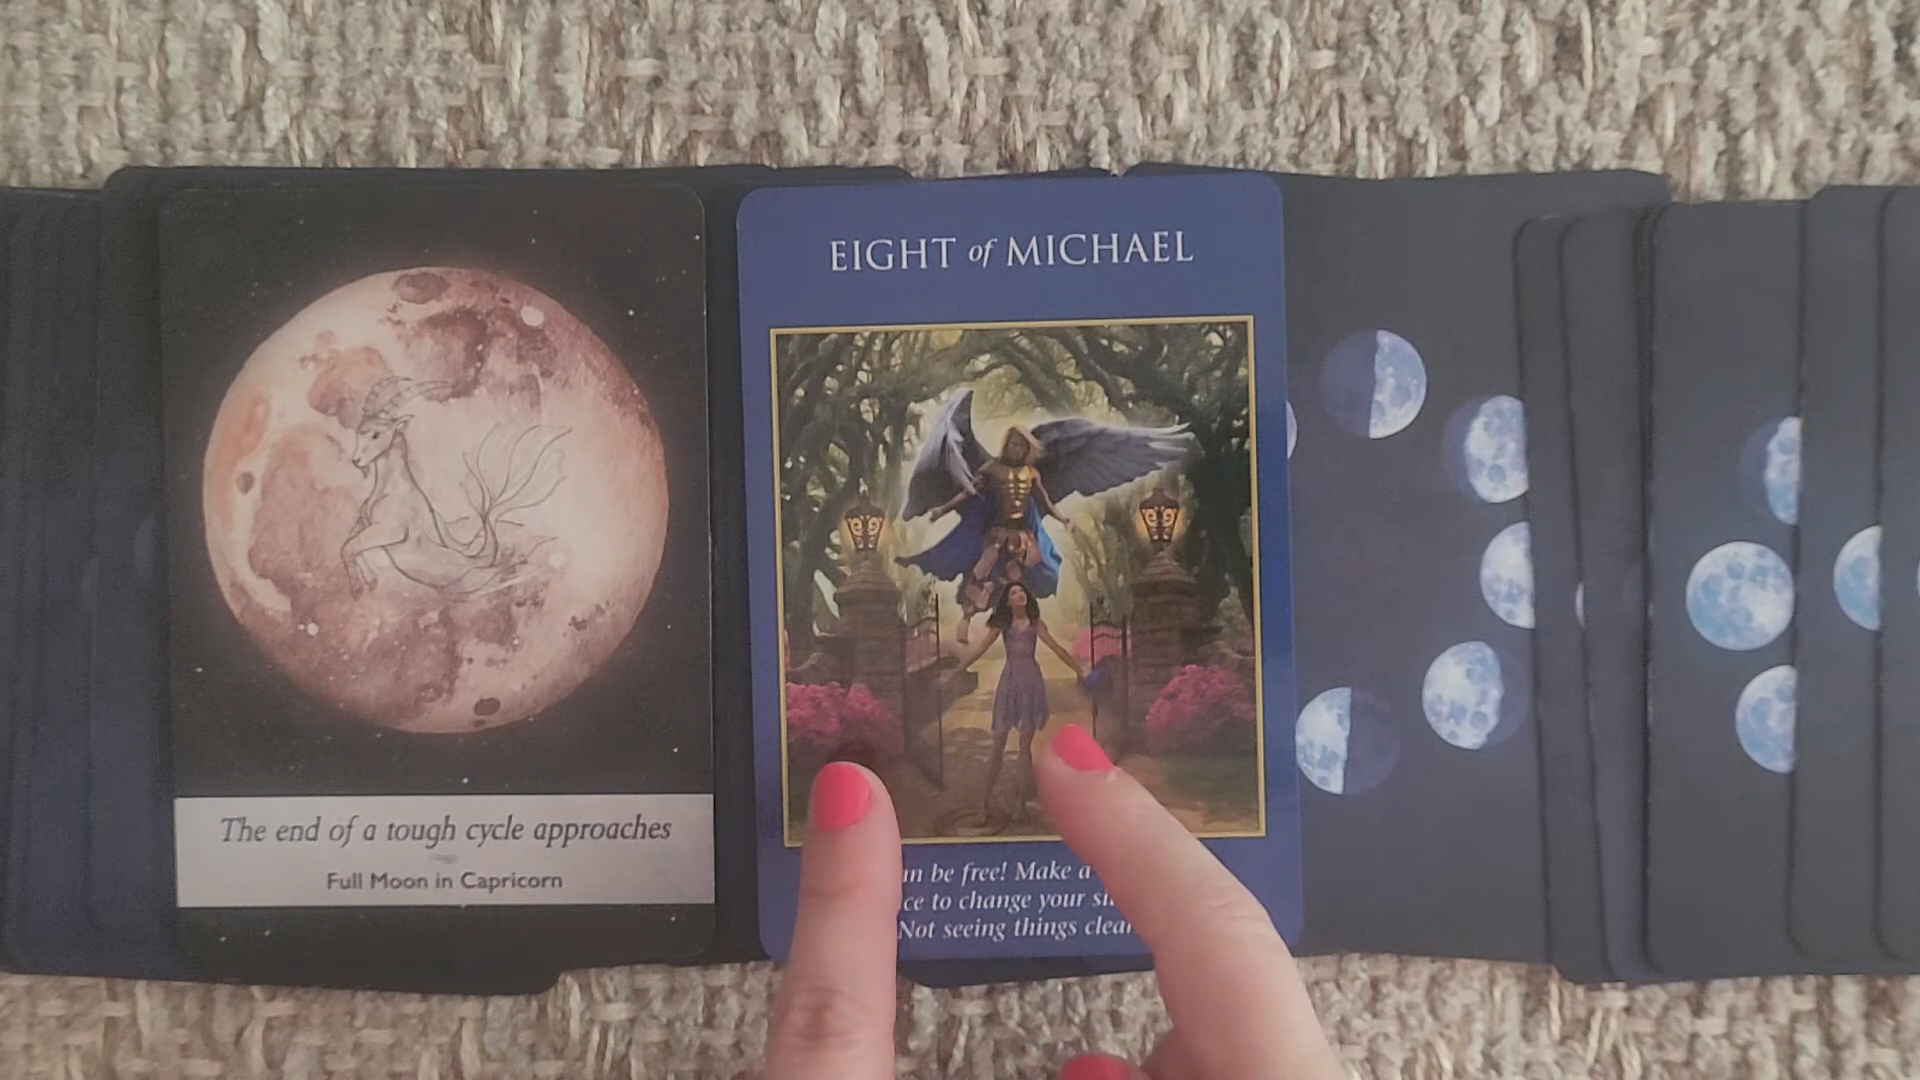 The end of a tough cycle approaches
Full Moon in Capricorn
EIGHT of MICHAEL
be free! Make a
to change your
Not seeing things